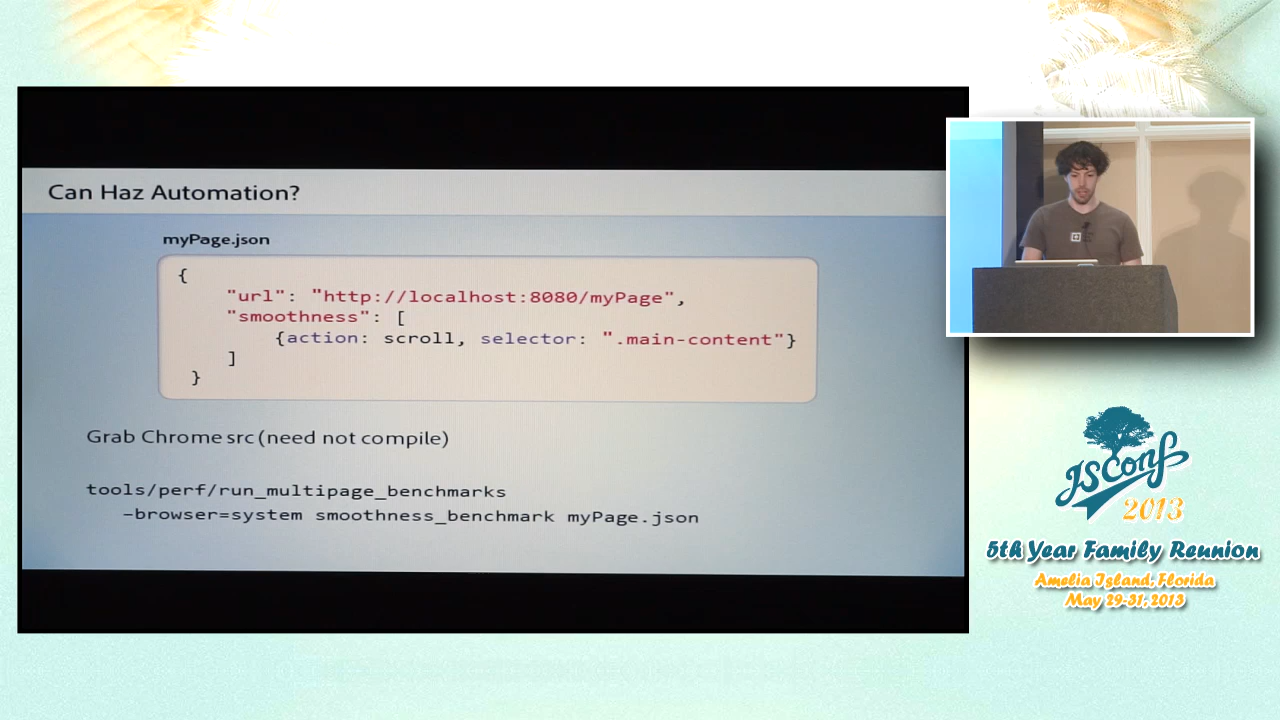 Can Haz Automation?
myPage.json
{
"url": "http://localhost:8080/myPage",
"smoothness": [
{action: scroll, selector: ".main-content"}
]
}
Grab Chrome src (need not compile)
tools/perf/run_multipage_benchmarks
–browser=system smoothness_benchmark myPage.json
JSConf
2013
5th Year Family Reunion
Amelia Island, Florida
May 29-31, 2013